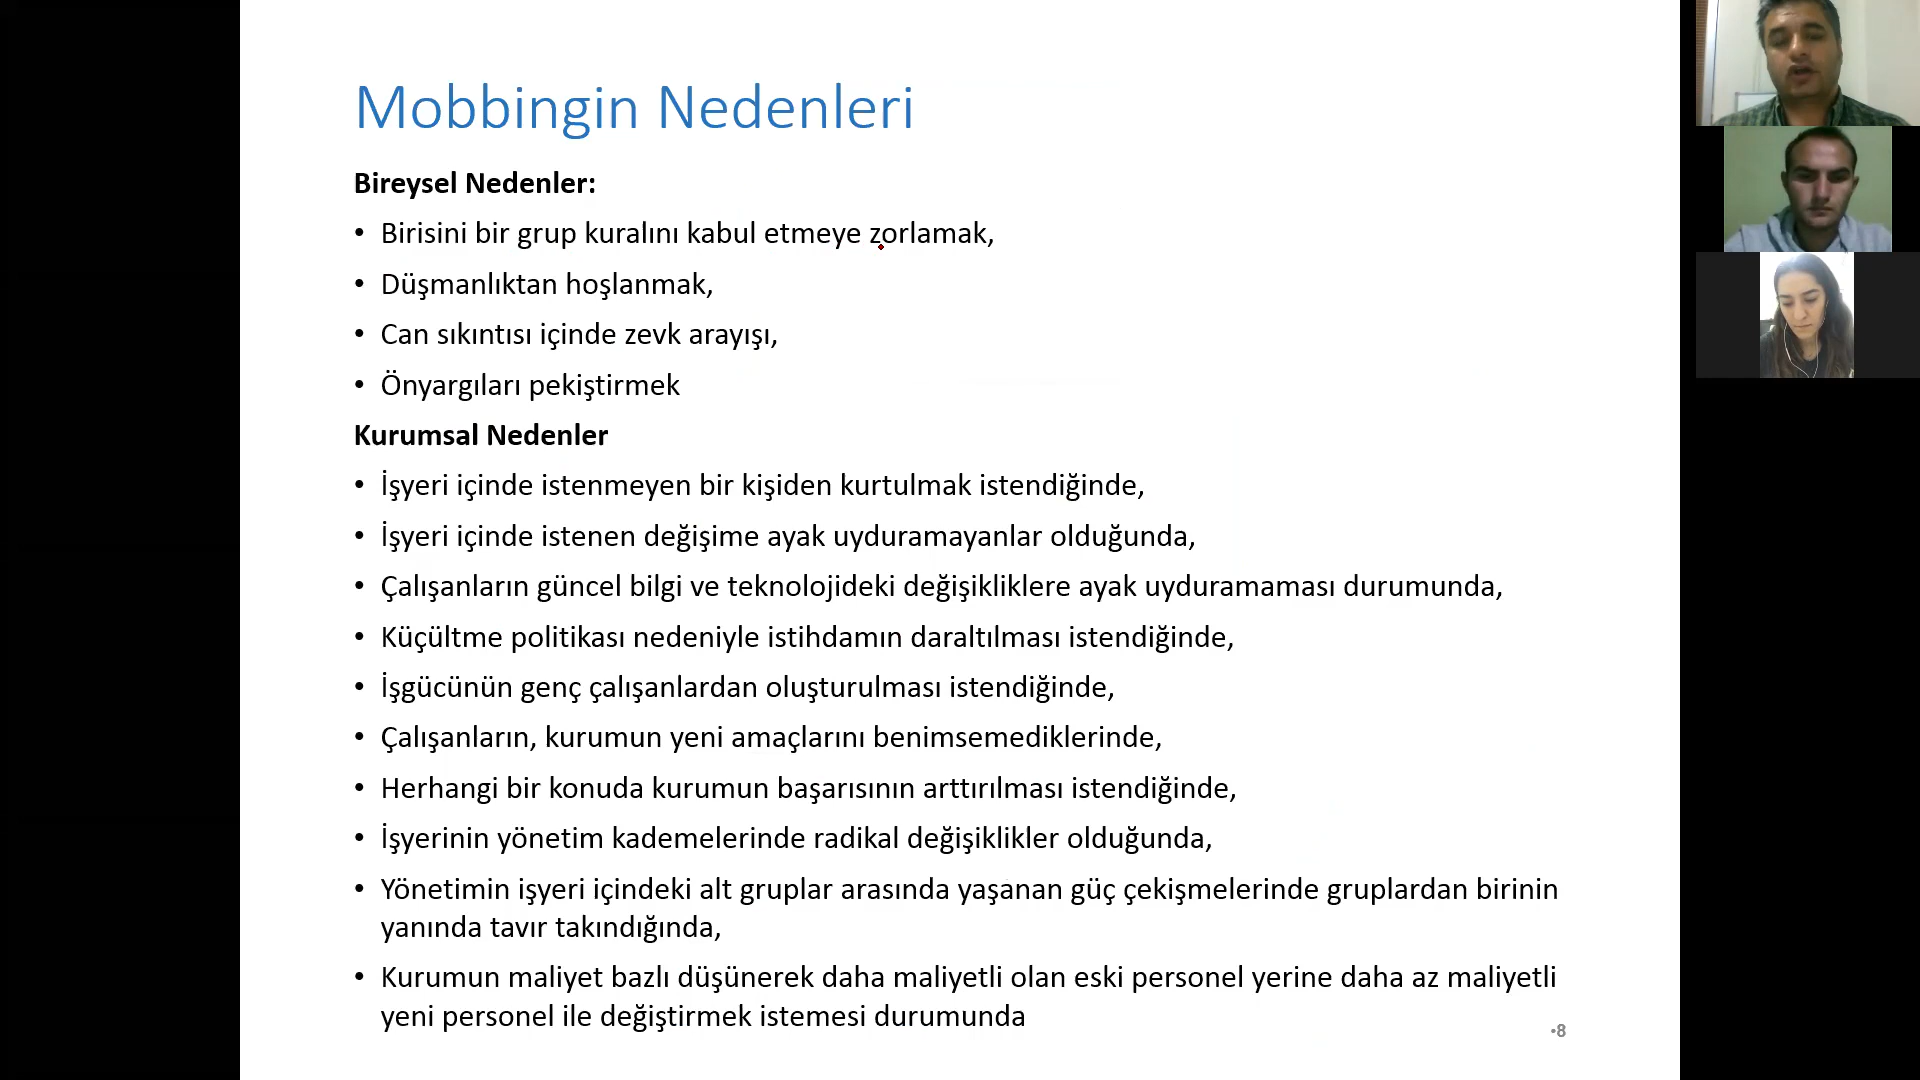 Mobbingin Nedenleri
Bireysel Nedenler:
• Birisini bir grup kuralını kabul etmeye zorlamak,
• Düşmanlıktan hoşlanmak,
• Can sıkıntısı içinde zevk arayışı,
• Önyargıları pekiştirmek
Kurumsal Nedenler
• İşyeri içinde istenmeyen bir kişiden kurtulmak istendiğinde,
• İşyeri içinde istenen değişime ayak uyduramayanlar olduğunda,
• Çalışanların güncel bilgi ve teknolojideki değişikliklere ayak uyduramaması durumunda,
• Küçültme politikası nedeniyle istihdamın daraltılması istendiğinde,
• İşgücünün genç çalışanlardan oluşturulması istendiğinde,
• Çalışanların, kurumun yeni amaçlarını benimsemediklerinde,
• Herhangi bir konuda kurumun başarısının arttırılması istendiğinde,
• İşyerinin yönetim kademelerinde radikal değişiklikler olduğunda,
• Yönetimin işyeri içindeki alt gruplar arasında yaşanan güç çekişmelerinde gruplardan birinin
yanında tavır takındığında,
• Kurumun maliyet bazlı düşünerek daha maliyetli olan eski personel yerine daha az maliyetli
yeni personel ile değiştirmek istemesi durumunda
•8